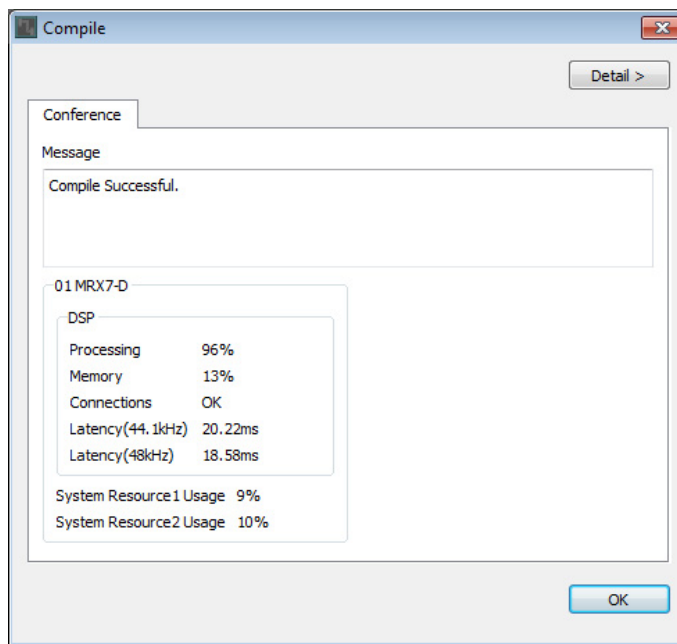 Compile
Detail >
Conference
Message
Compile Successful.
01 MRX7-D
DSP
Processing 96%
Memory 13%
Connections OK
Latency(44.1kHz) 20.22ms
Latency(48kHz) 18.58ms
System Resource1 Usage 9%
System Resource2 Usage 10%
OK